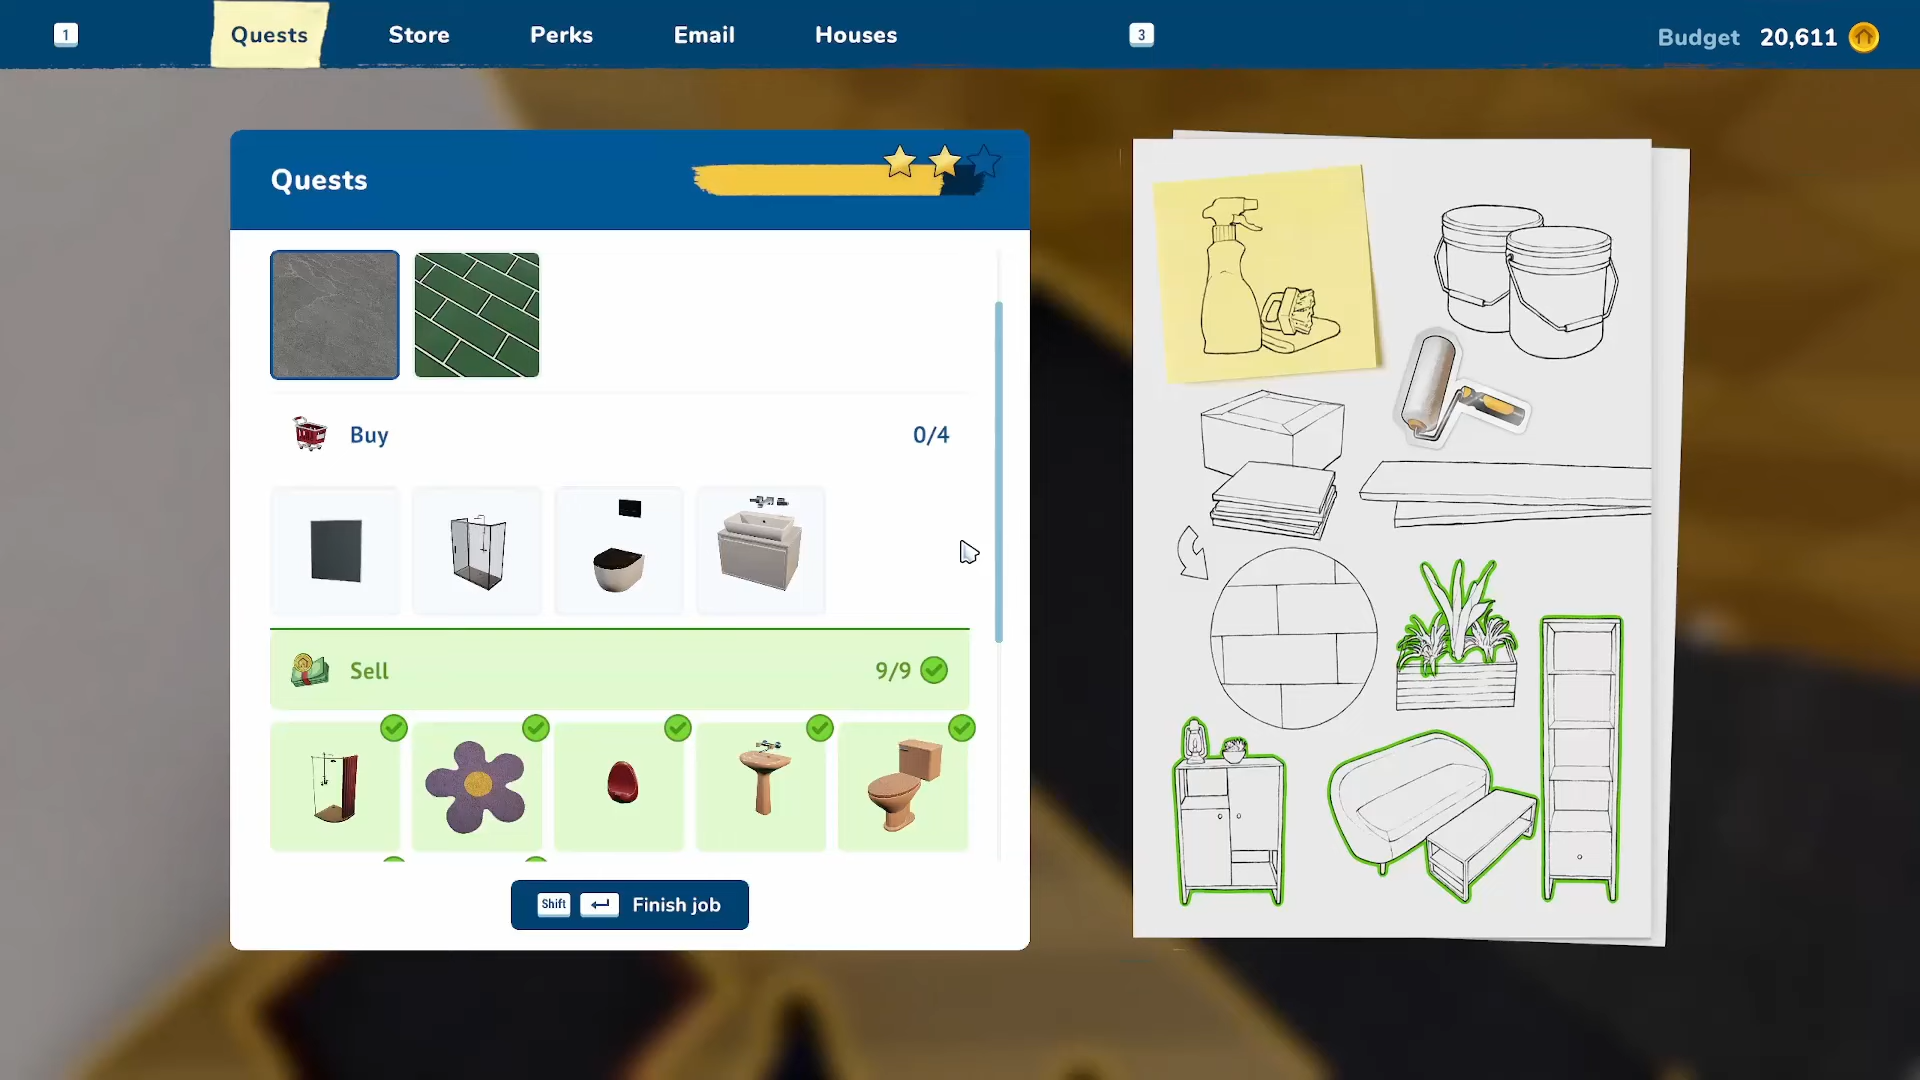 1
Quests
Store
Perks
Email
Houses
3
Budget 20,611
Quests
Buy 0/4
Sell 9/9
Shift Finish job